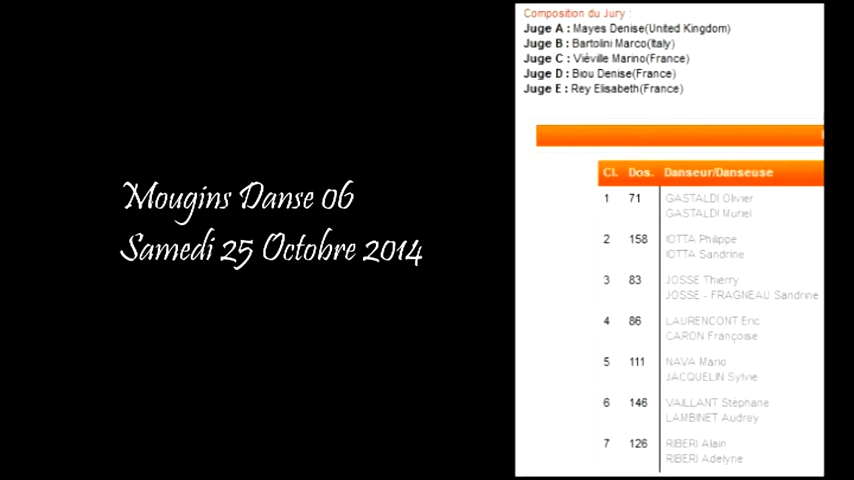 Mougins Danse 06
Samedi 25 Octobre 2014
Composition du Jury :
Juge A : Mayes Denise(United Kingdom)
Juge B : Bartolini Marco(Italy)
Juge C : Viéville Marino(France)
Juge D : Biou Denise(France)
Juge E : Rey Elisabeth(France)
Cl. Dos. Danseur/Danseuse
1 71 GASTALDI Olivier
GASTALDI Muriel
2 158 IOTTA Philippe
IOTTA Sandrine
3 83 JOSSE Thierry
JOSSE - FRAGNEAU Sandrine
4 86 LAURENCONT Eric
CARON Françoise
5 111 NAVA Mario
JACQUELIN Sylvie
6 146 VAILLANT Stéphane
LAMBINET Audrey
7 126 RIBERI Alain
RIBERI Adelyne